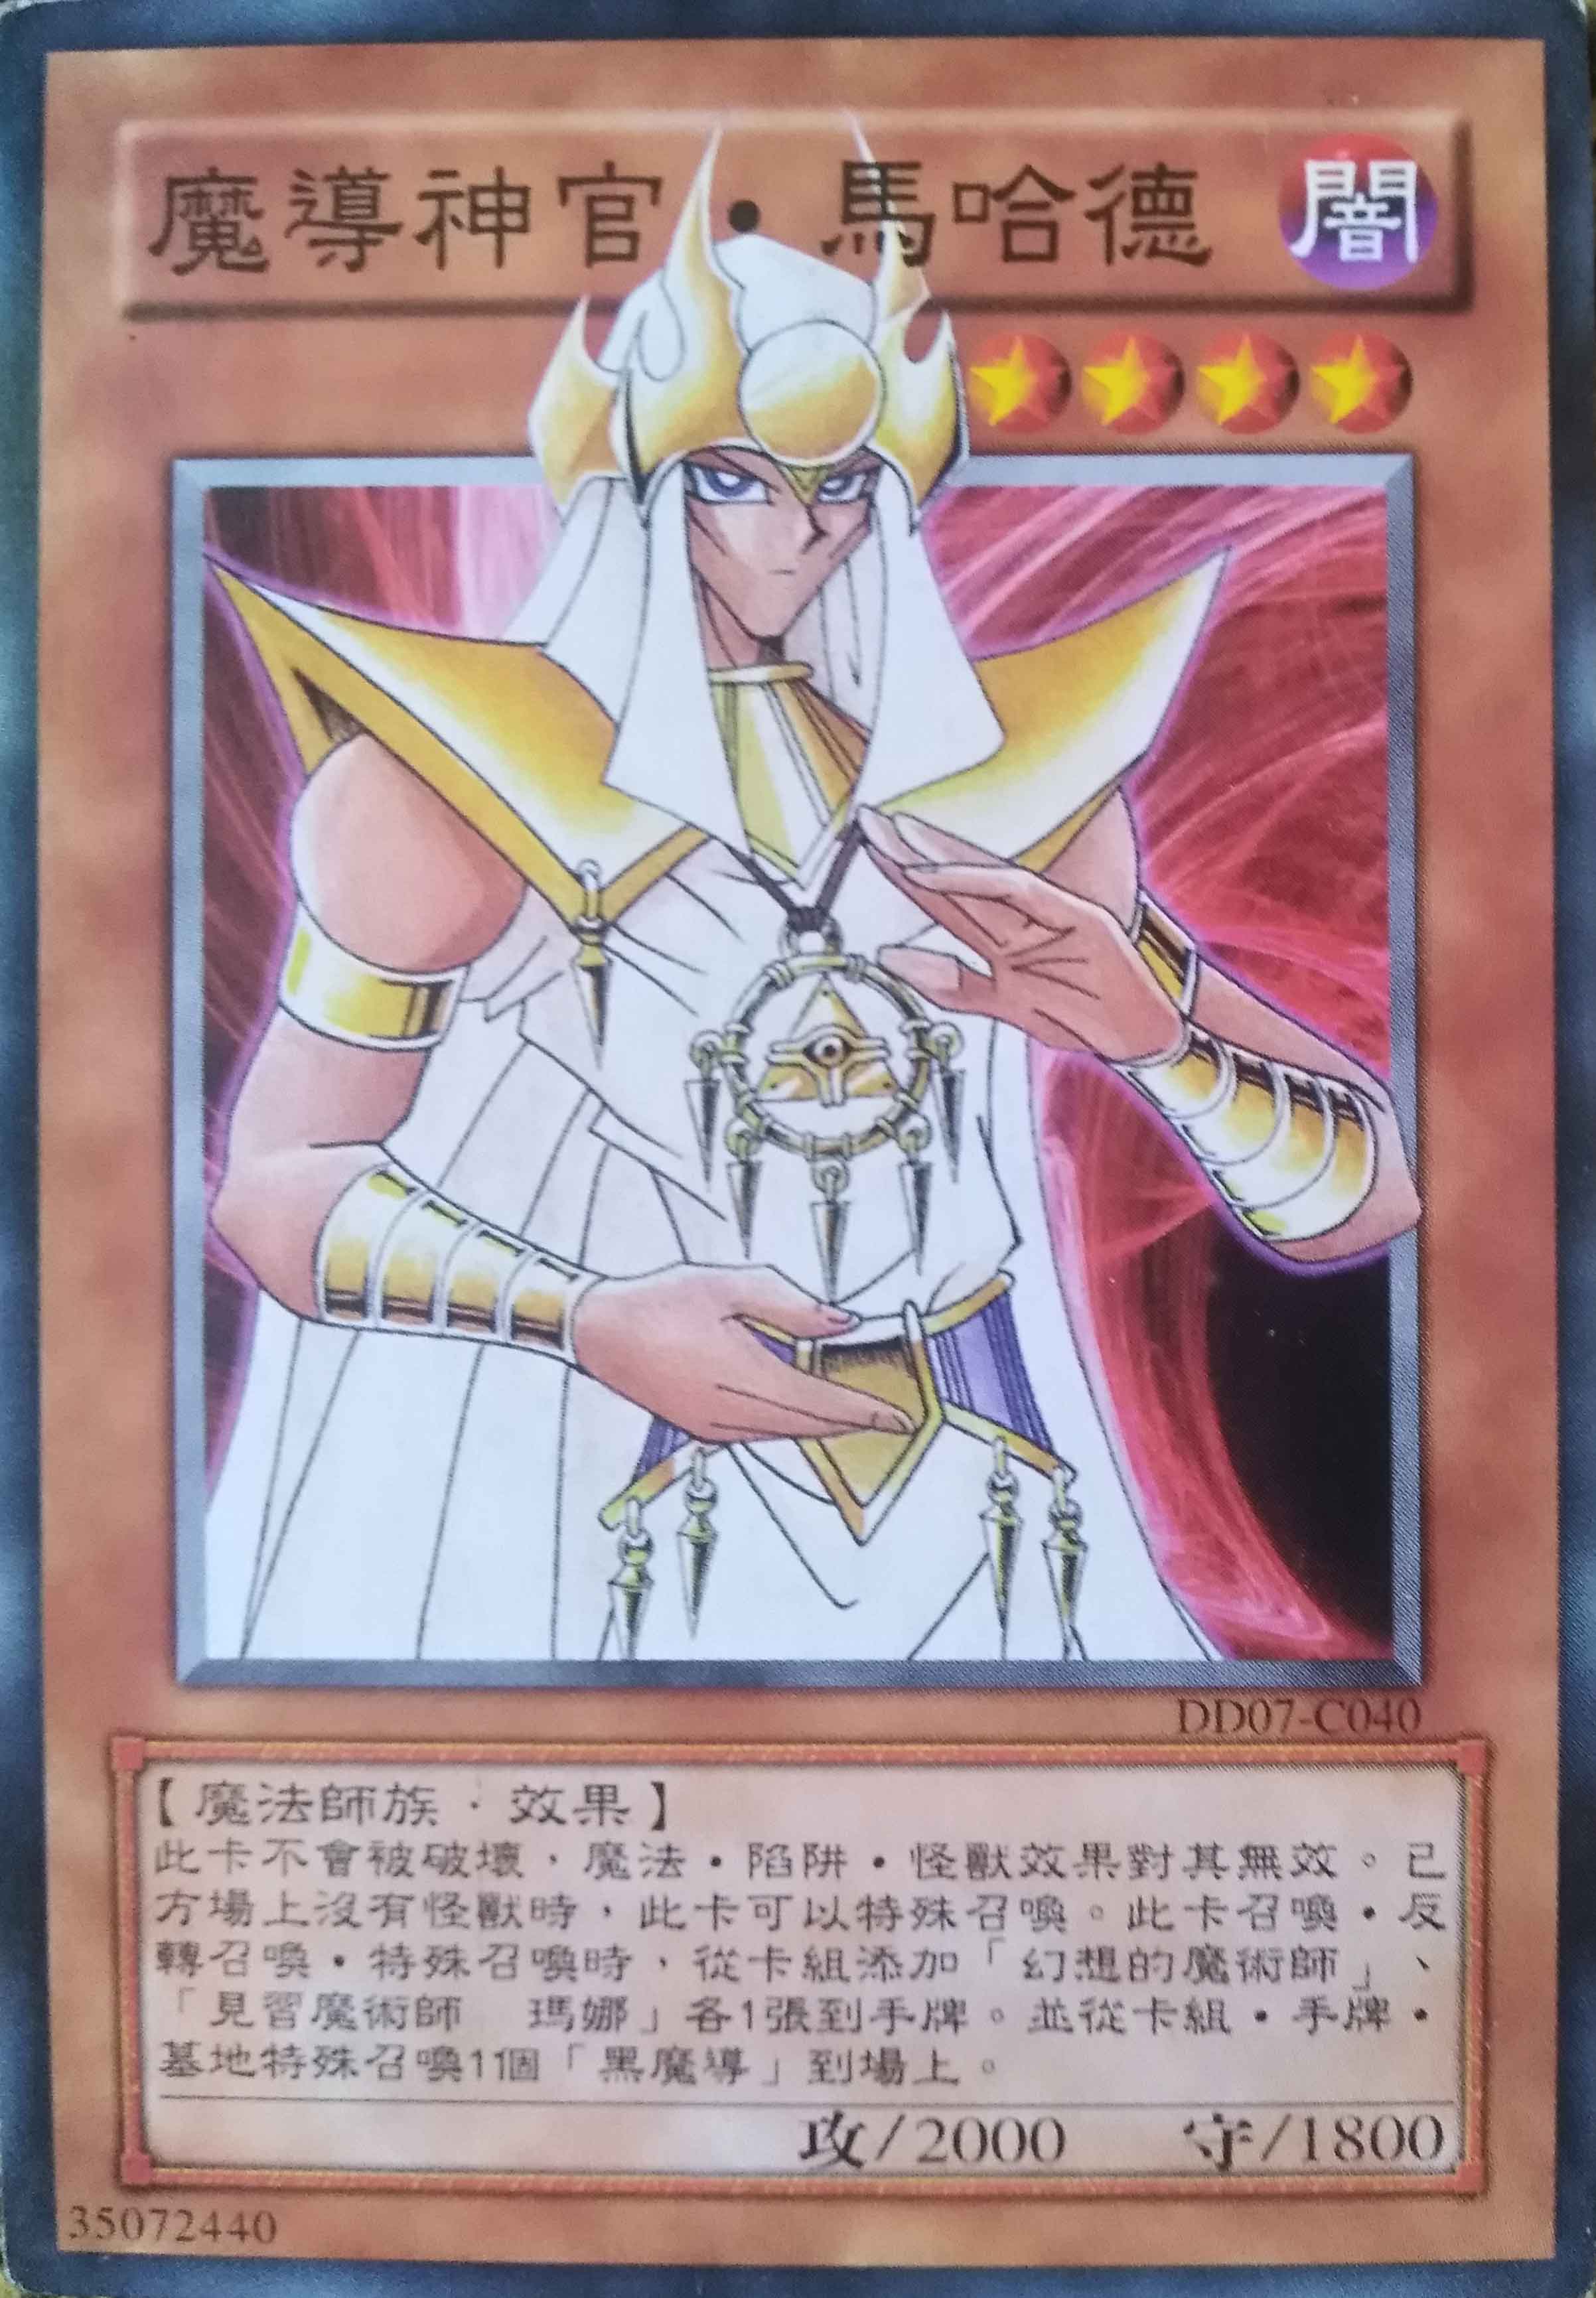 魔導神官・馬哈德
闇
DD07-C040
【魔法師族・效果】
此卡不會被破壞，魔法・陷阱・怪獸效果對其無效。己
方場上沒有怪獸時，此卡可以特殊召喚。此卡召喚・反
轉召喚・特殊召喚時，從卡組添加「幻想的魔術師」、
「見習魔術師　瑪娜」各1張到手牌。並從卡組・手牌・
墓地特殊召喚11個「黑魔導」到場上。
攻/2000　守/1800
35072440